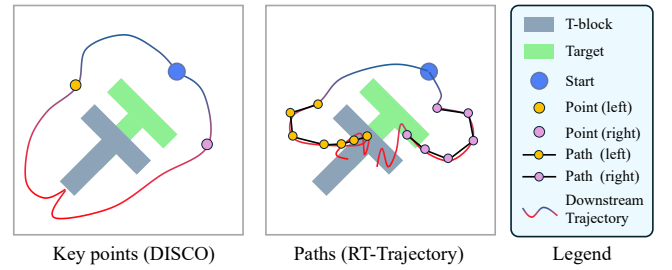 T-block
Target
Start
Point (left)
Point (right)
Path (left)
Path (right)
Downstream
Trajectory
Key points (DISCO)
Paths (RT-Trajectory)
Legend